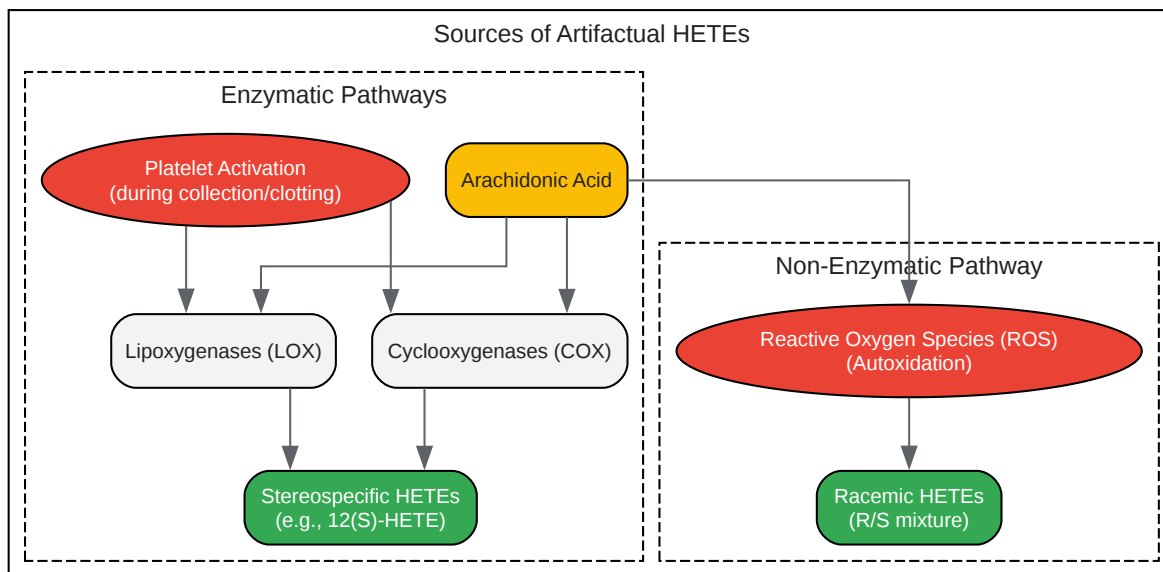 Sources of Artifactual HETEs
Enzymatic Pathways
Platelet Activation
(during collection/clotting)
Arachidonic Acid
Non-Enzymatic Pathway
Lipoxygenases (LOX)
Cyclooxygenases (COX)
Reactive Oxygen Species (ROS)
(Autoxidation)
Stereospecific HETEs
(e.g., 12(S)-HETE)
Racemic HETEs
(R/S mixture)